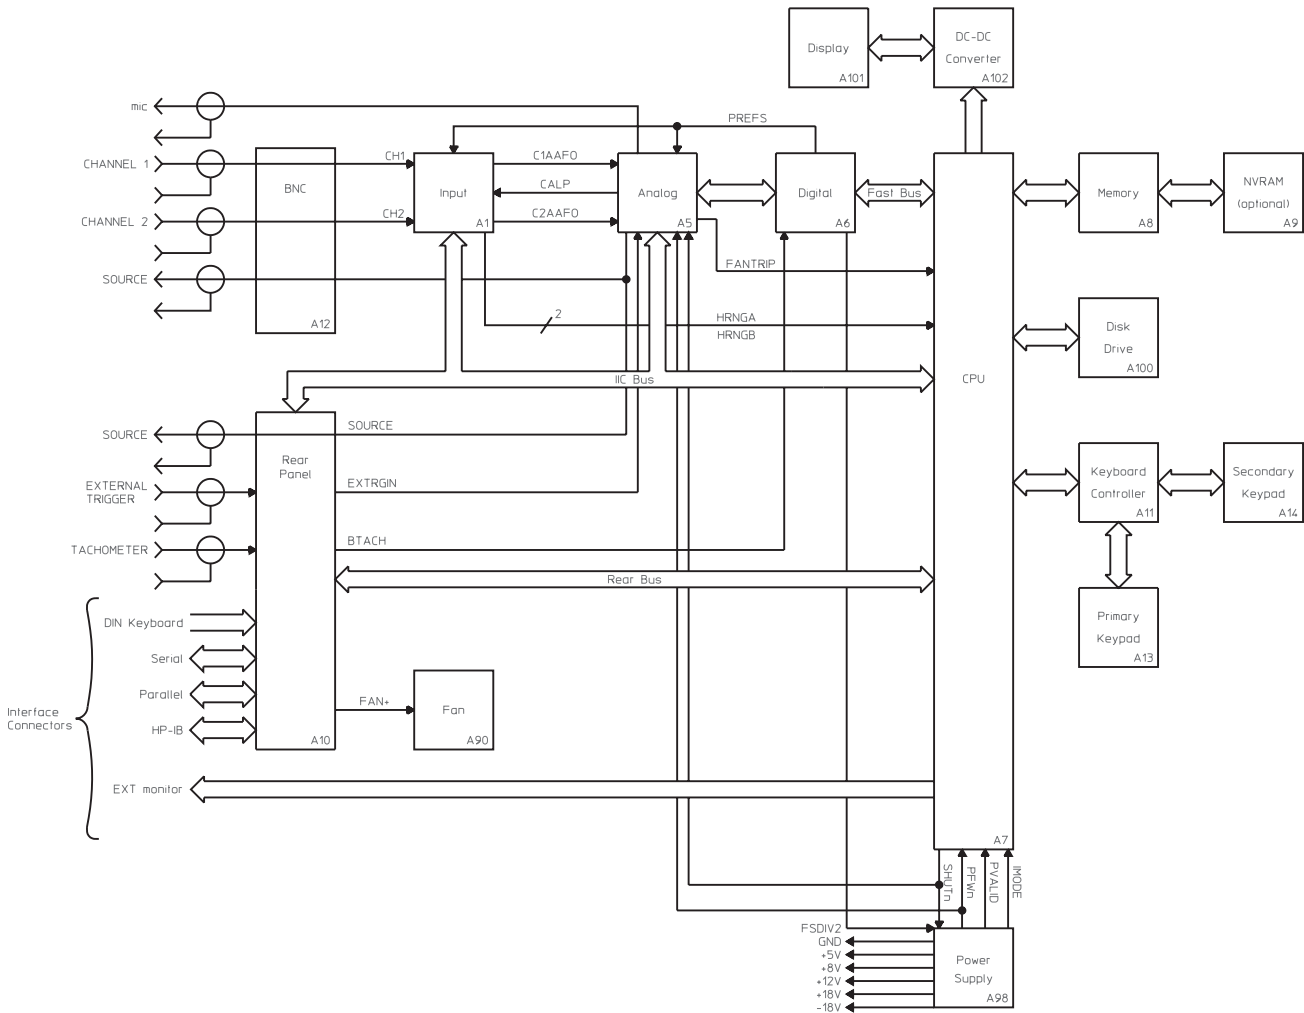 Display
A101
DC-DC
Converter
A102
mic
PREFS
CHANNEL 1
CH1
C1AAFO
BNC
Input
CALP
Analog
Digital
Fast Bus
Memory
NVRAM
(optional)
CHANNEL 2
CH2
C2AAFO
A1
A5
A6
A8
A9
SOURCE
FANTRIP
A12
2
HRNGA
HRNGB
Disk
Drive
A100
IIC Bus
CPU
SOURCE
SOURCE
Rear
Panel
EXTERNAL
TRIGGER
EXTRGIN
Keyboard
Controller
A11
Secondary
Keypad
A14
TACHOMETER
BTACH
Rear Bus
DIN Keyboard
Primary
Keypad
A13
Serial
Parallel
Interface
Connectors
HP-IB
A10
FAN+
Fan
A90
EXT monitor
A7
SHUTn
PFWn
PVALID
IMODE
FSDIV2
GND
+5V
+8V
+12V
+18V
-18V
Power
Supply
A98